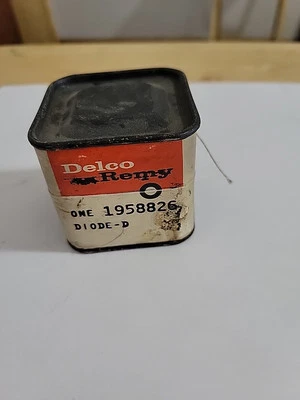 Delco
Remy
ONE 1958826
DIODE-D